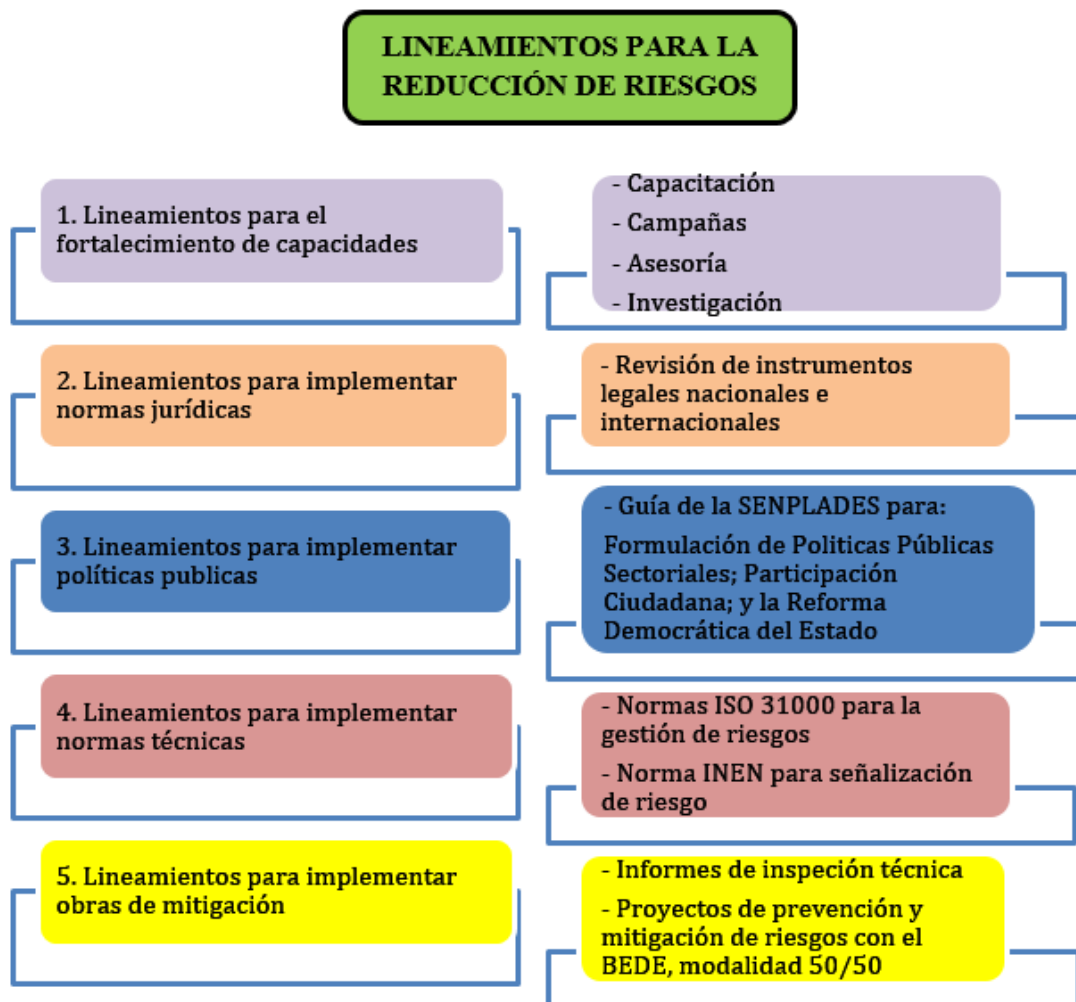 LINEAMIENTOS PARA LA
REDUCCIÓN DE RIESGOS
1. Lineamientos para el
fortalecimiento de capacidades
- Capacitación
- Campañas
- Asesoría
- Investigación
2. Lineamientos para implementar
normas jurídicas
- Revisión de instrumentos
legales nacionales e
internacionales
3. Lineamientos para implementar
políticas publicas
- Guía de la SENPLADES para:
Formulación de Politicas Públicas
Sectoriales; Participación
Ciudadana; y la Reforma
Democrática del Estado
4. Lineamientos para implementar
normas técnicas
- Normas ISO 31000 para la
gestión de riesgos
- Norma INEN para señalización
de riesgo
5. Lineamientos para implementar
obras de mitigación
- Informes de inspeción técnica
- Proyectos de prevención y
mitigación de riesgos con el
BEDE, modalidad 50/50